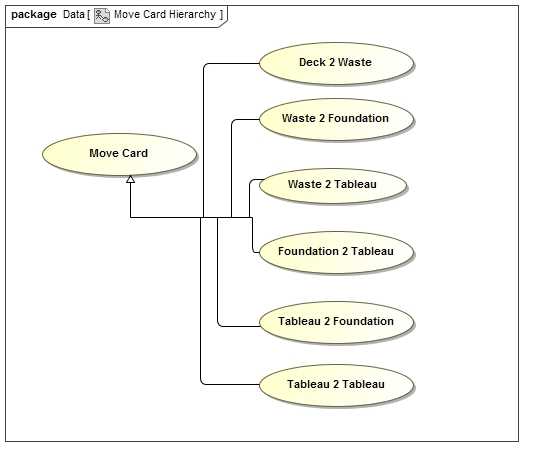 package Data [ Move Card Hierarchy ]
Deck 2 Waste
Waste 2 Foundation
Move Card
Waste 2 Tableau
Foundation 2 Tableau
Tableau 2 Foundation
Tableau 2 Tableau